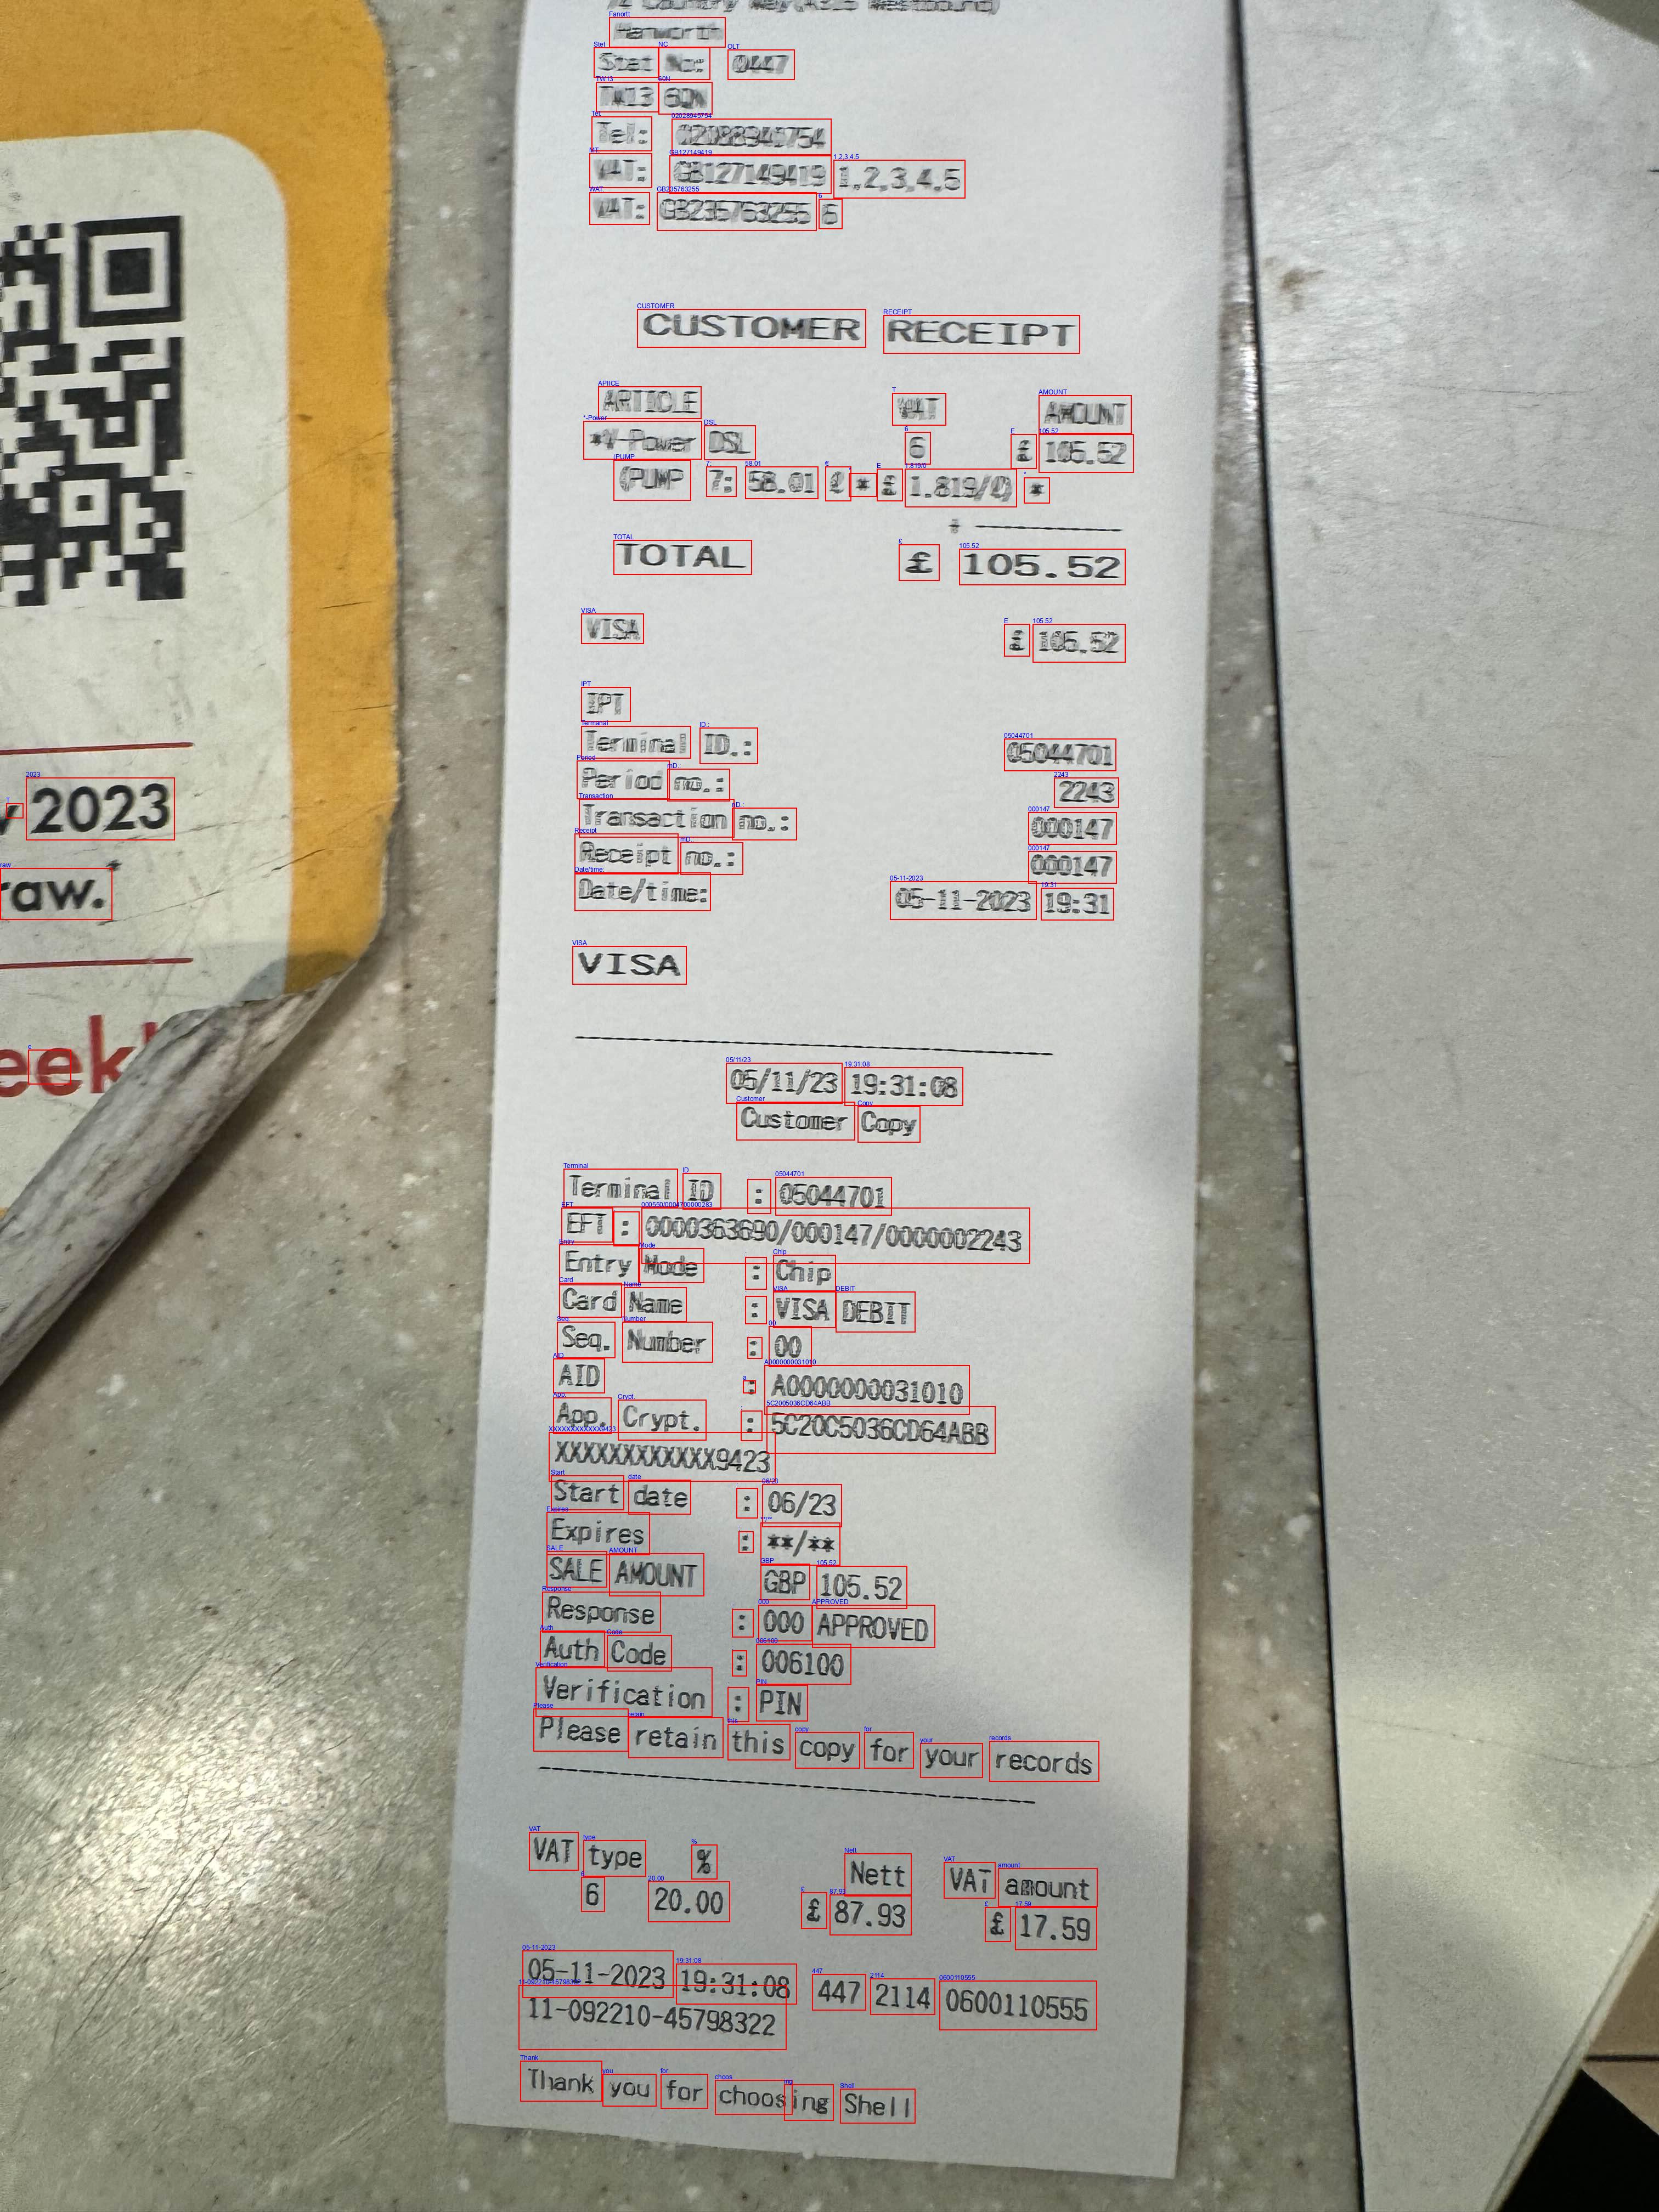 Country Way (A316 Westbound)
Hanworth
Stat No: 0447
TW13 6QN
Tel: 02088940754
VAT: GB127149419 1,2,3,4,5
VAT: GB235763255 6
CUSTOMER RECEIPT
ARTICLE VAT AMOUNT
*V-Power DSL 6 £ 105.52
(PUMP 7: 58.01 ℓ * £ 1.819/ℓ) *
TOTAL £ 105.52
VISA £ 105.52
IPT
Terminal ID.: 05044701
Period no.: 2243
Transaction no.: 000147
Receipt no.: 000147
Date/time: 05-11-2023 19:31
VISA
05/11/23 19:31:08
Customer Copy
Terminal ID : 05044701
EFT : 0000363690/000147/0000002243
Entry Mode : Chip
Card Name : VISA DEBIT
Seq. Number : 00
AID : A0000000031010
App. Crypt. : 5C20C5036CD64ABB
XXXXXXXXXXXX9423
Start date : 06/23
Expires : **/**
SALE AMOUNT GBP 105.52
Response : 000 APPROVED
Auth Code : 006100
Verification : PIN
Please retain this copy for your records
VAT type % Nett VAT amount
6 20.00 £ 87.93 £ 17.59
05-11-2023 19:31:08 447 2114 0600110555
11-092210-45798322
Thank you for choosing Shell
2023
raw.
eek